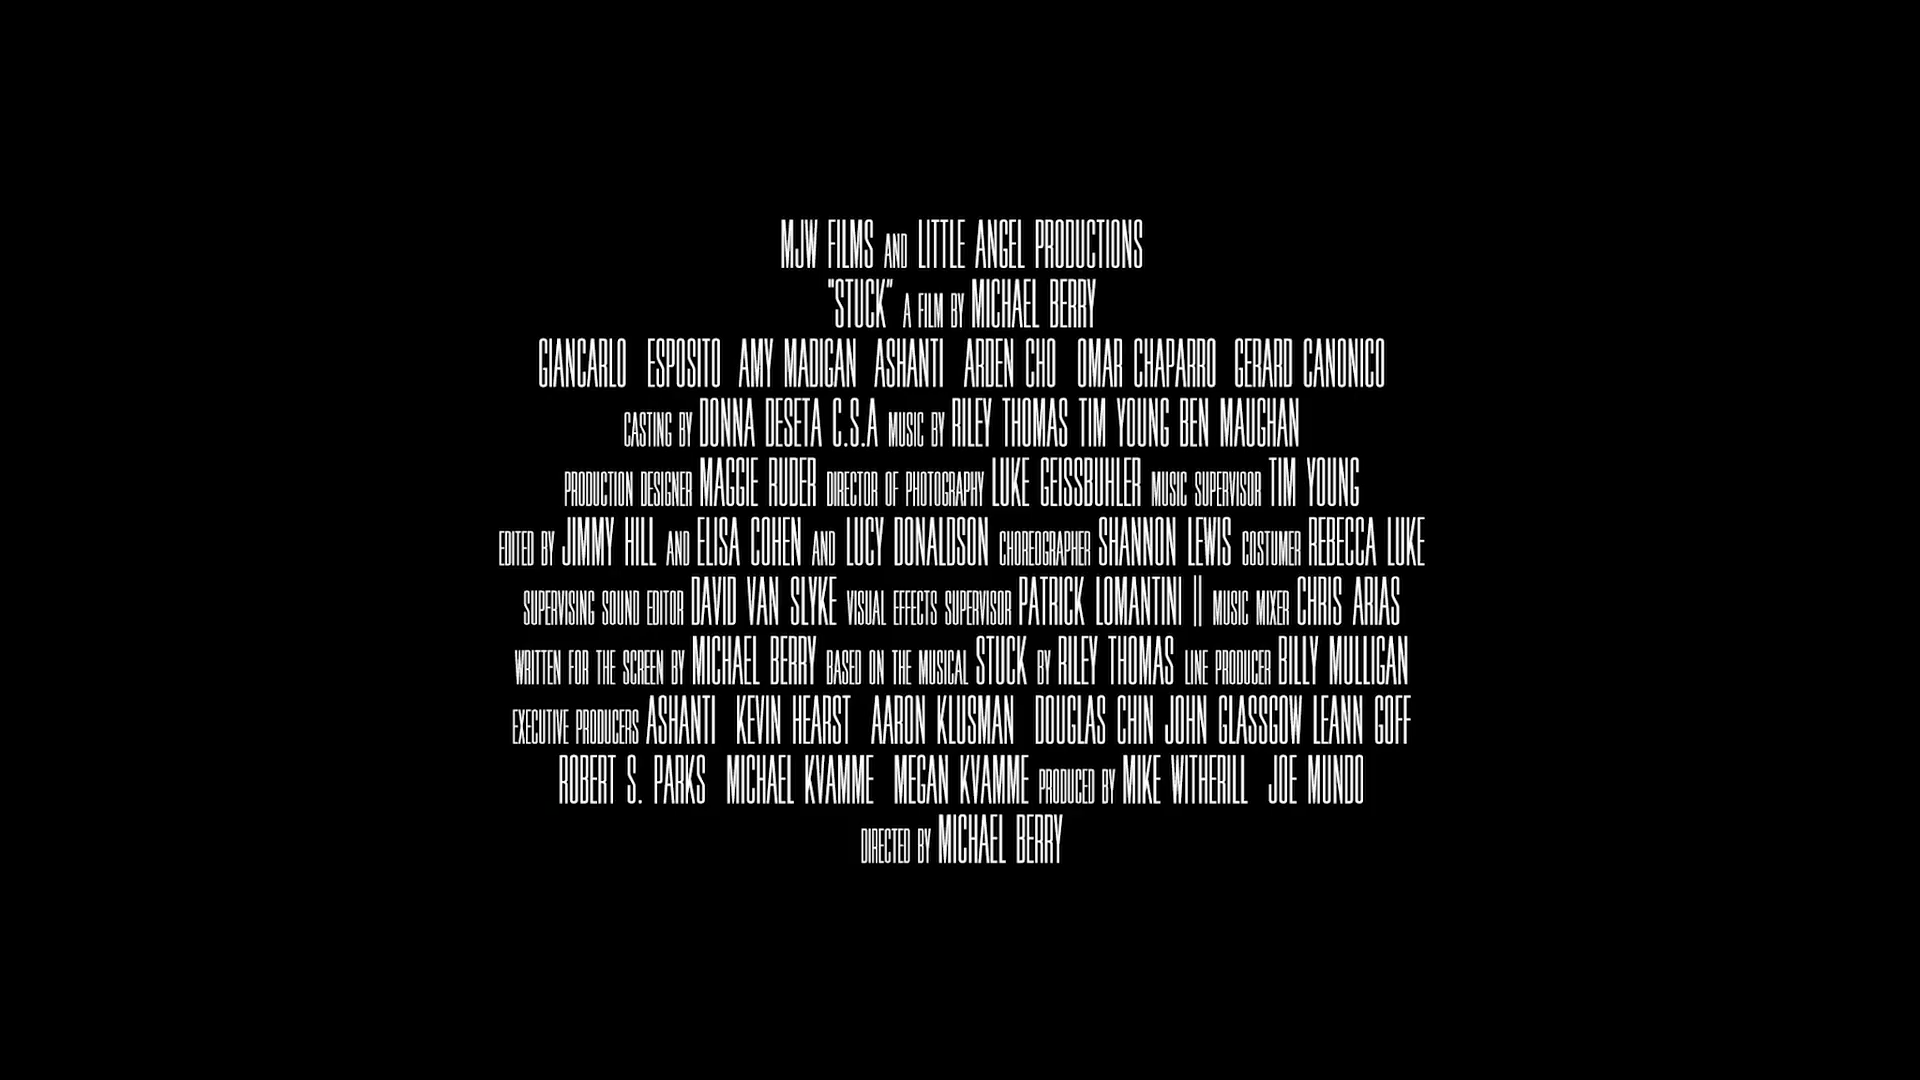 MJW FILMS AND LITTLE ANGEL PRODUCTIONS
"STUCK" A FILM BY MICHAEL BERRY
GIANCARLO ESPOSITO AMY MADIGAN ASHANTI ARDEN CHO OMAR CHAPARRO GERARD CANONICO
CASTING BY DONNA DESETA C.S.A MUSIC BY RILEY THOMAS TIM YOUNG BEN MAUGHAN
PRODUCTION DESIGNER MAGGIE RUDER DIRECTOR OF PHOTOGRAPHY LUKE GEISSBUHLER MUSIC SUPERVISOR TIM YOUNG
EDITED BY JIMMY HILL AND ELISA COHEN AND LUCY DONALDSON CHOREOGRAPHER SHANNON LEWIS COSTUMER REBECCA LUKE
SUPERVISING SOUND EDITOR DAVID VAN SLYKE VISUAL EFFECTS SUPERVISOR PATRICK LOMANTINI || MUSIC MIXER CHRIS ARIAS
WRITTEN FOR THE SCREEN BY MICHAEL BERRY BASED ON THE MUSICAL STUCK BY RILEY THOMAS LINE PRODUCER BILLY MULLIGAN
EXECUTIVE PRODUCERS ASHANTI KEVIN HEARST AARON KLUSMAN DOUGLAS CHIN JOHN GLASSGOW LEANN GOFF
ROBERT S. PARKS MICHAEL KVAMME MEGAN KVAMME PRODUCED BY MIKE WITHERILL JOE MUNDO
DIRECTED BY MICHAEL BERRY